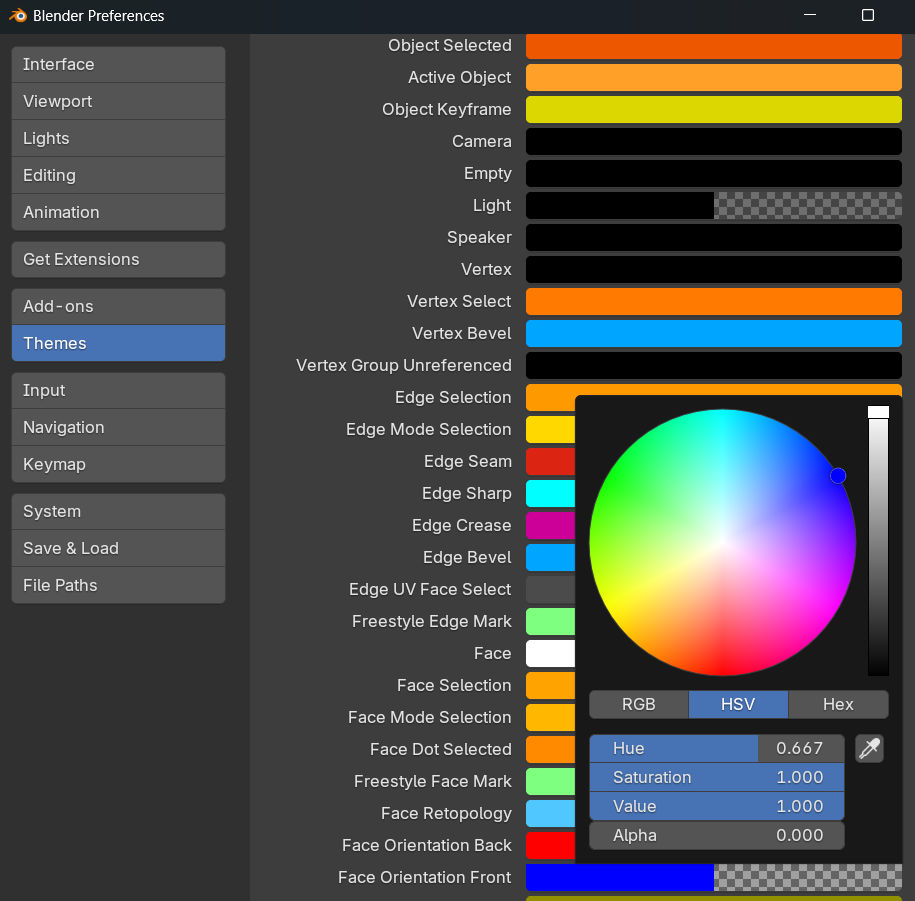 Blender Preferences
Interface
Viewport
Lights
Editing
Animation
Get Extensions
Add-ons
Themes
Input
Navigation
Keymap
System
Save & Load
File Paths
Object Selected
Active Object
Object Keyframe
Camera
Empty
Light
Speaker
Vertex
Vertex Select
Vertex Bevel
Vertex Group Unreferenced
Edge Selection
Edge Mode Selection
Edge Seam
Edge Sharp
Edge Crease
Edge Bevel
Edge UV Face Select
Freestyle Edge Mark
Face
Face Selection
Face Mode Selection
Face Dot Selected
Freestyle Face Mark
Face Retopology
Face Orientation Back
Face Orientation Front
RGB HSV Hex
Hue 0.667
Saturation 1.000
Value 1.000
Alpha 0.000